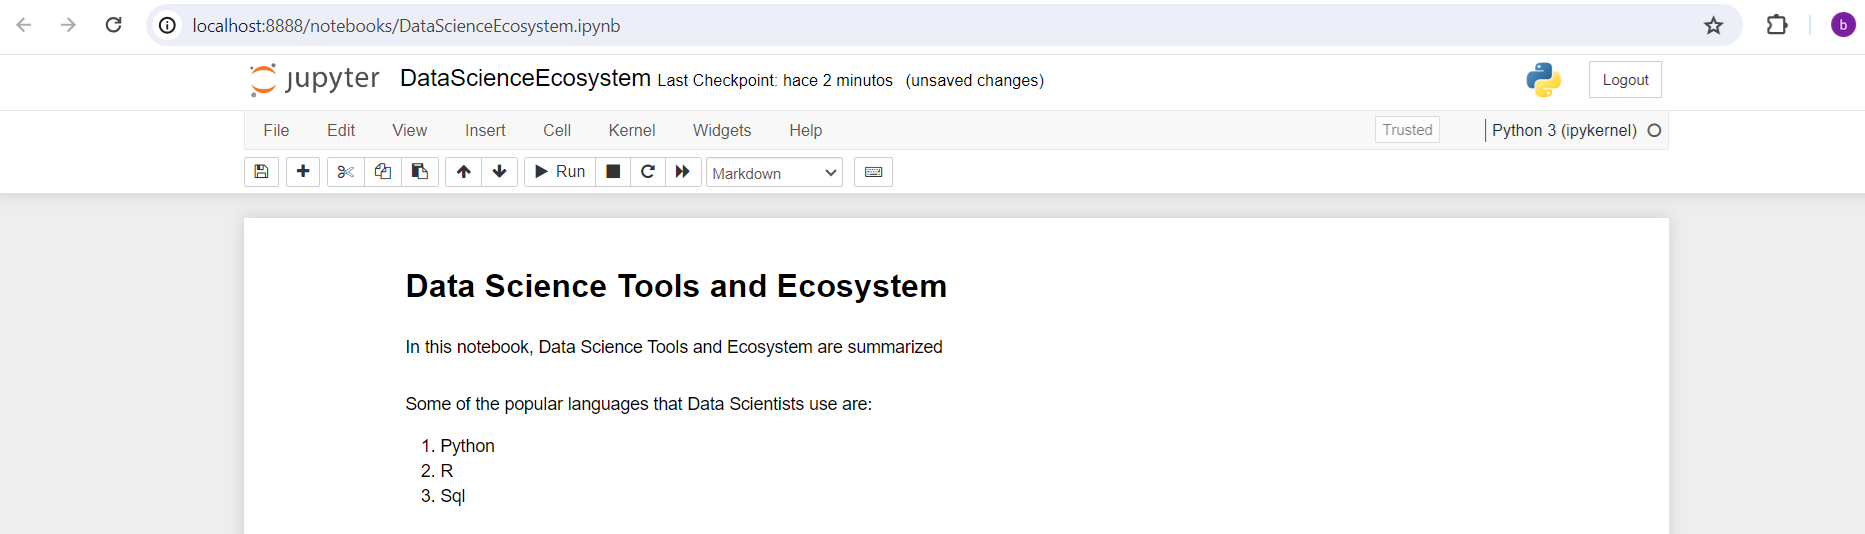 localhost:8888/notebooks/DataScienceEcosystem.ipynb
b
jupyter DataScienceEcosystem Last Checkpoint: hace 2 minutos (unsaved changes) Logout
File Edit View Insert Cell Kernel Widgets Help Trusted Python 3 (ipykernel)
Run Markdown
Data Science Tools and Ecosystem
In this notebook, Data Science Tools and Ecosystem are summarized
Some of the popular languages that Data Scientists use are:
1. Python
2. R
3. Sql